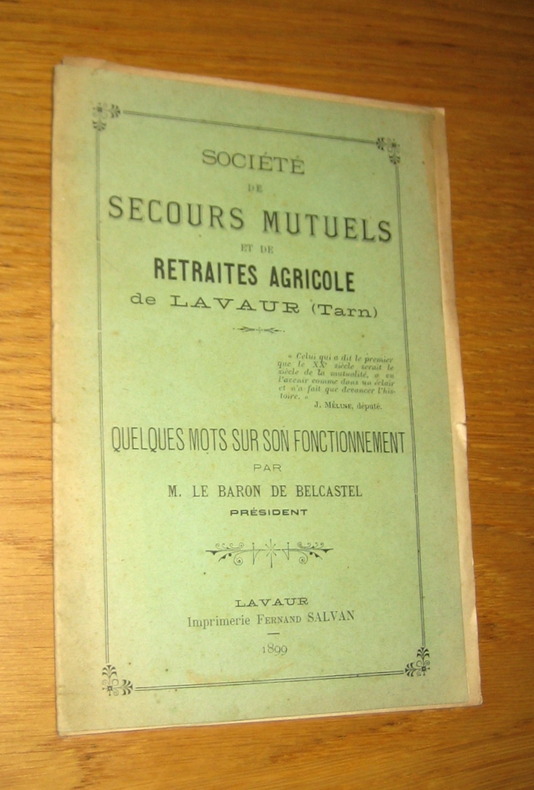 SOCIÉTÉ
DE
SECOURS MUTUELS
ET DE
RETRAITES AGRICOLE
de LAVAUR (Tarn)
« Celui qui a dit le premier
que le XXe siècle serait le
siècle de la mutualité, a vu
l'avenir comme dans un éclair
et n'a fait que devancer l'his-
toire. »
J. MÉLINE, député.
QUELQUES MOTS SUR SON FONCTIONNEMENT
PAR
M. LE BARON DE BELCASTEL
PRÉSIDENT
LAVAUR
Imprimerie FERNAND SALVAN
1899